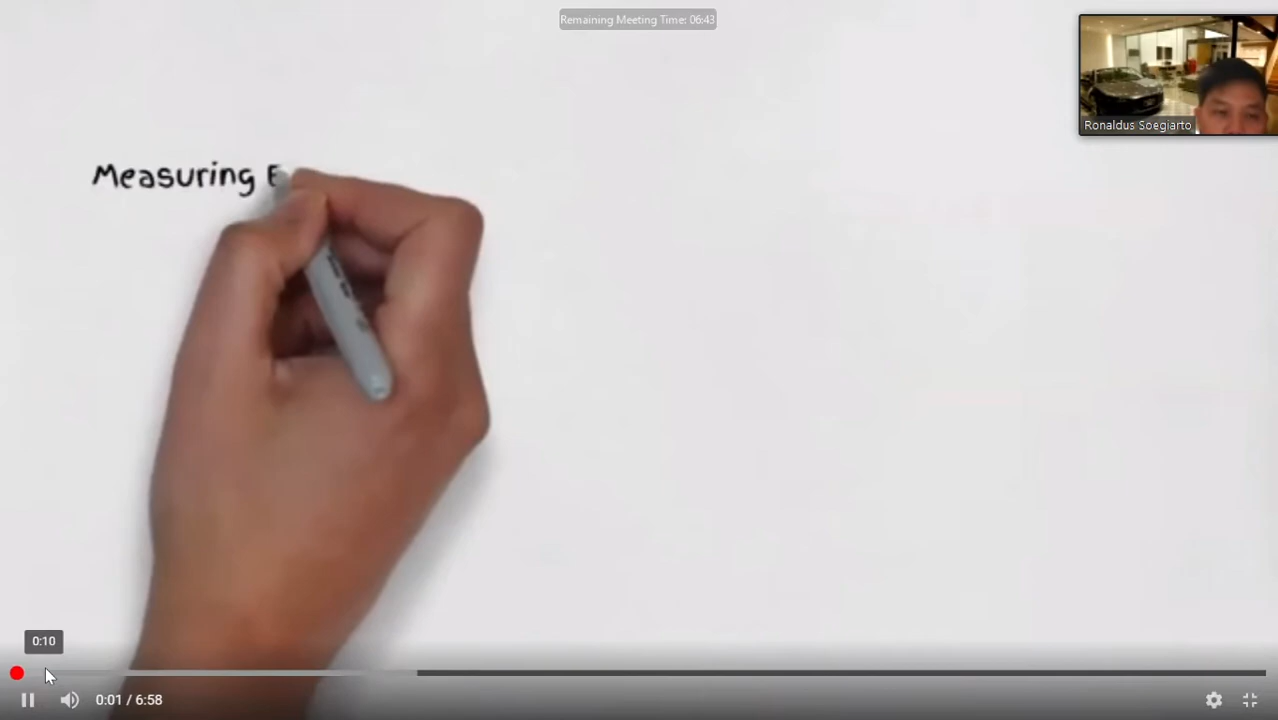 Remaining Meeting Time: 06:43
Ronaldus Soegiarto
Measuring E
0:10
0:01 / 6:58